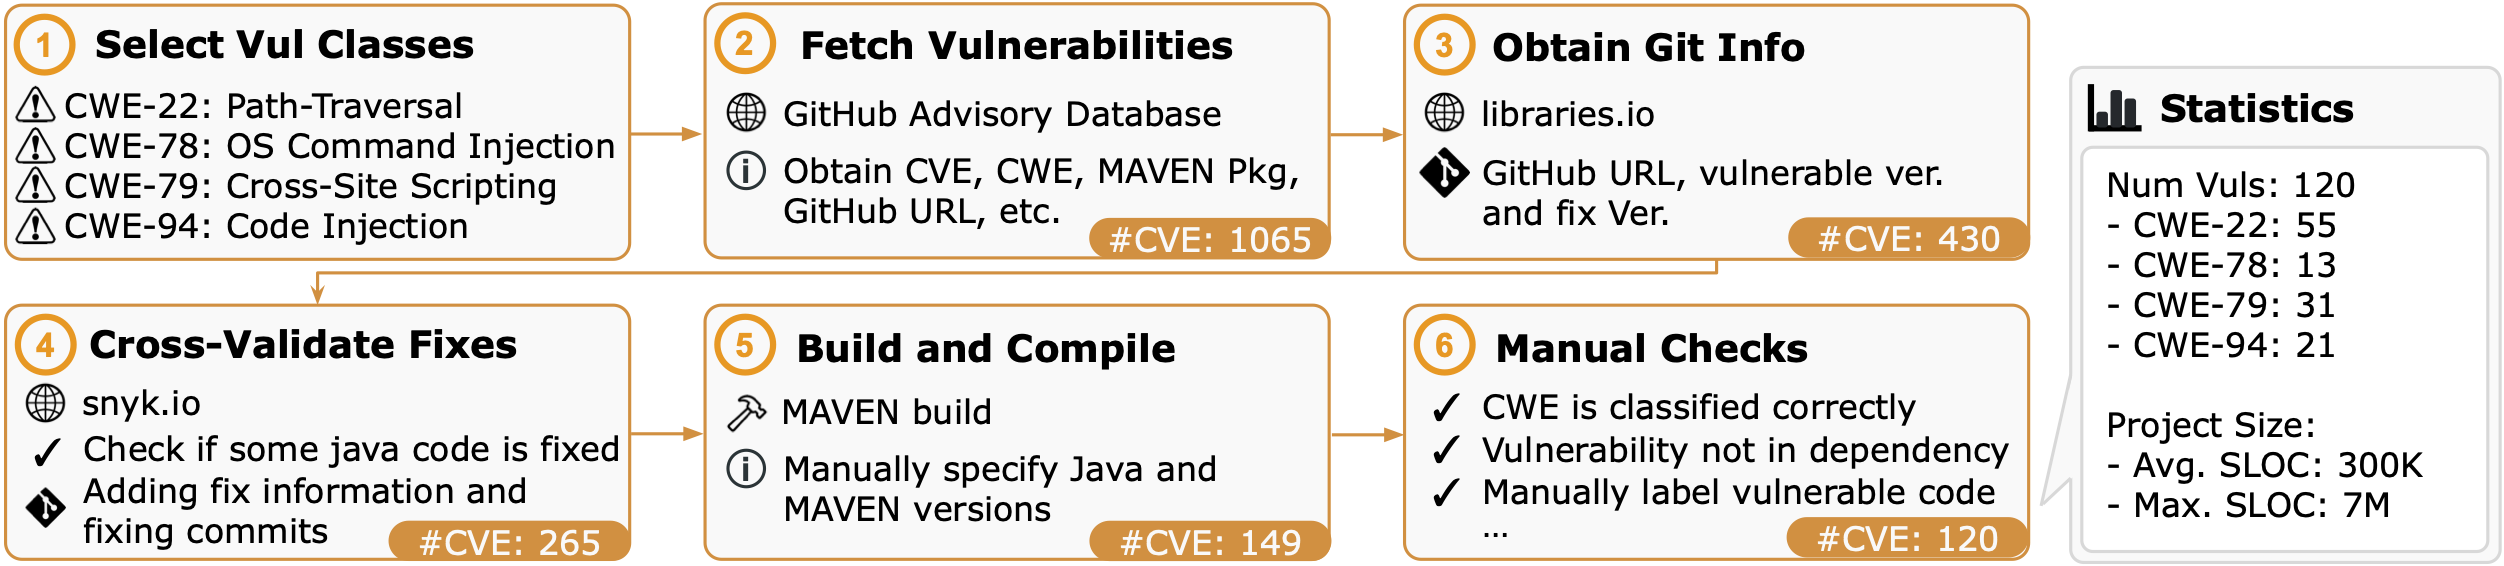 1 Select Vul Classes
CWE-22: Path-Traversal
CWE-78: OS Command Injection
CWE-79: Cross-Site Scripting
CWE-94: Code Injection
2 Fetch Vulnerabilities
GitHub Advisory Database
Obtain CVE, CWE, MAVEN Pkg,
GitHub URL, etc.
#CVE: 1065
3 Obtain Git Info
libraries.io
GitHub URL, vulnerable ver.
and fix Ver.
#CVE: 430
4 Cross-Validate Fixes
snyk.io
Check if some java code is fixed
Adding fix information and
fixing commits
#CVE: 265
5 Build and Compile
MAVEN build
Manually specify Java and
MAVEN versions
#CVE: 149
6 Manual Checks
CWE is classified correctly
Vulnerability not in dependency
Manually label vulnerable code
...
#CVE: 120
Statistics
Num Vuls: 120
- CWE-22: 55
- CWE-78: 13
- CWE-79: 31
- CWE-94: 21
Project Size:
- Avg. SLOC: 300K
- Max. SLOC: 7M